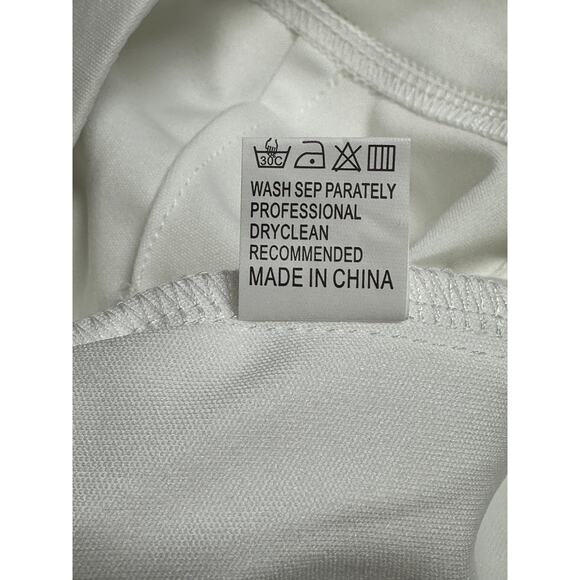 30C
WASH SEP PARATELY
PROFESSIONAL
DRYCLEAN
RECOMMENDED
MADE IN CHINA